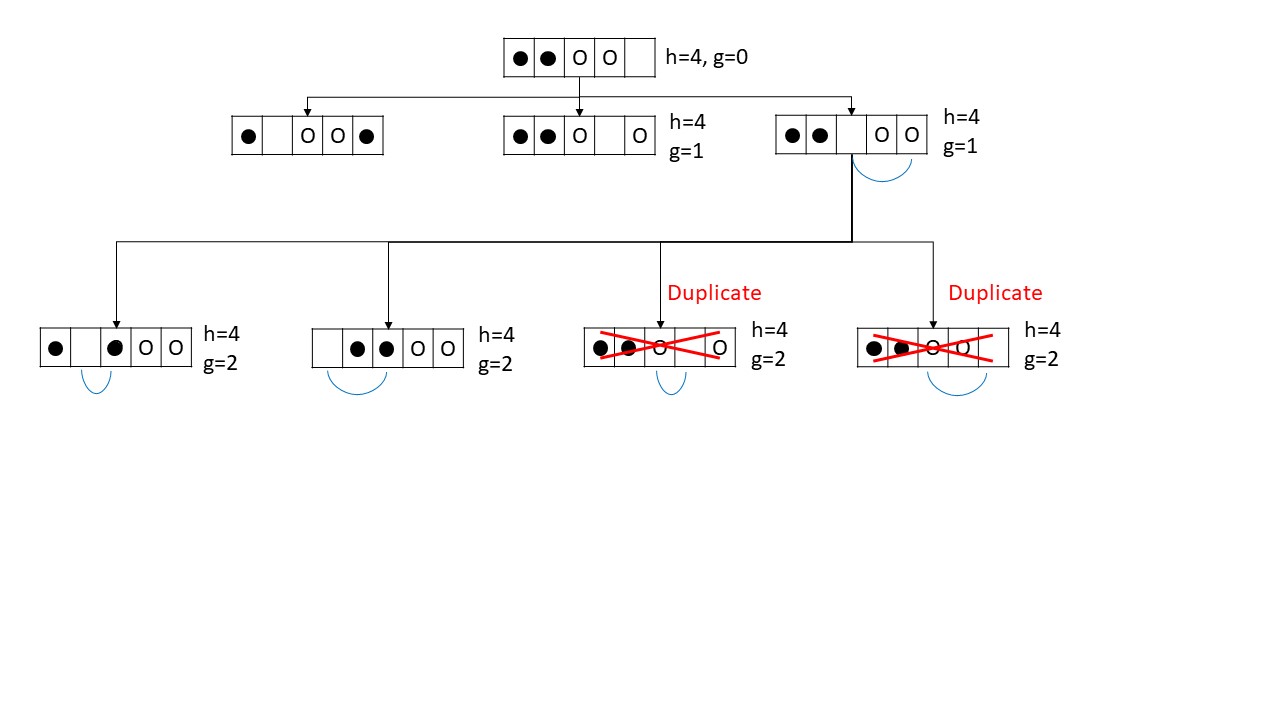 ● ● O O
h=4, g=0
● O O ●
● ● O O
h=4
g=1
● ● O O
h=4
g=1
Duplicate
Duplicate
● ● O O
h=4
g=2
● ● O O
h=4
g=2
● ● O O
h=4
g=2
● ● O O
h=4
g=2